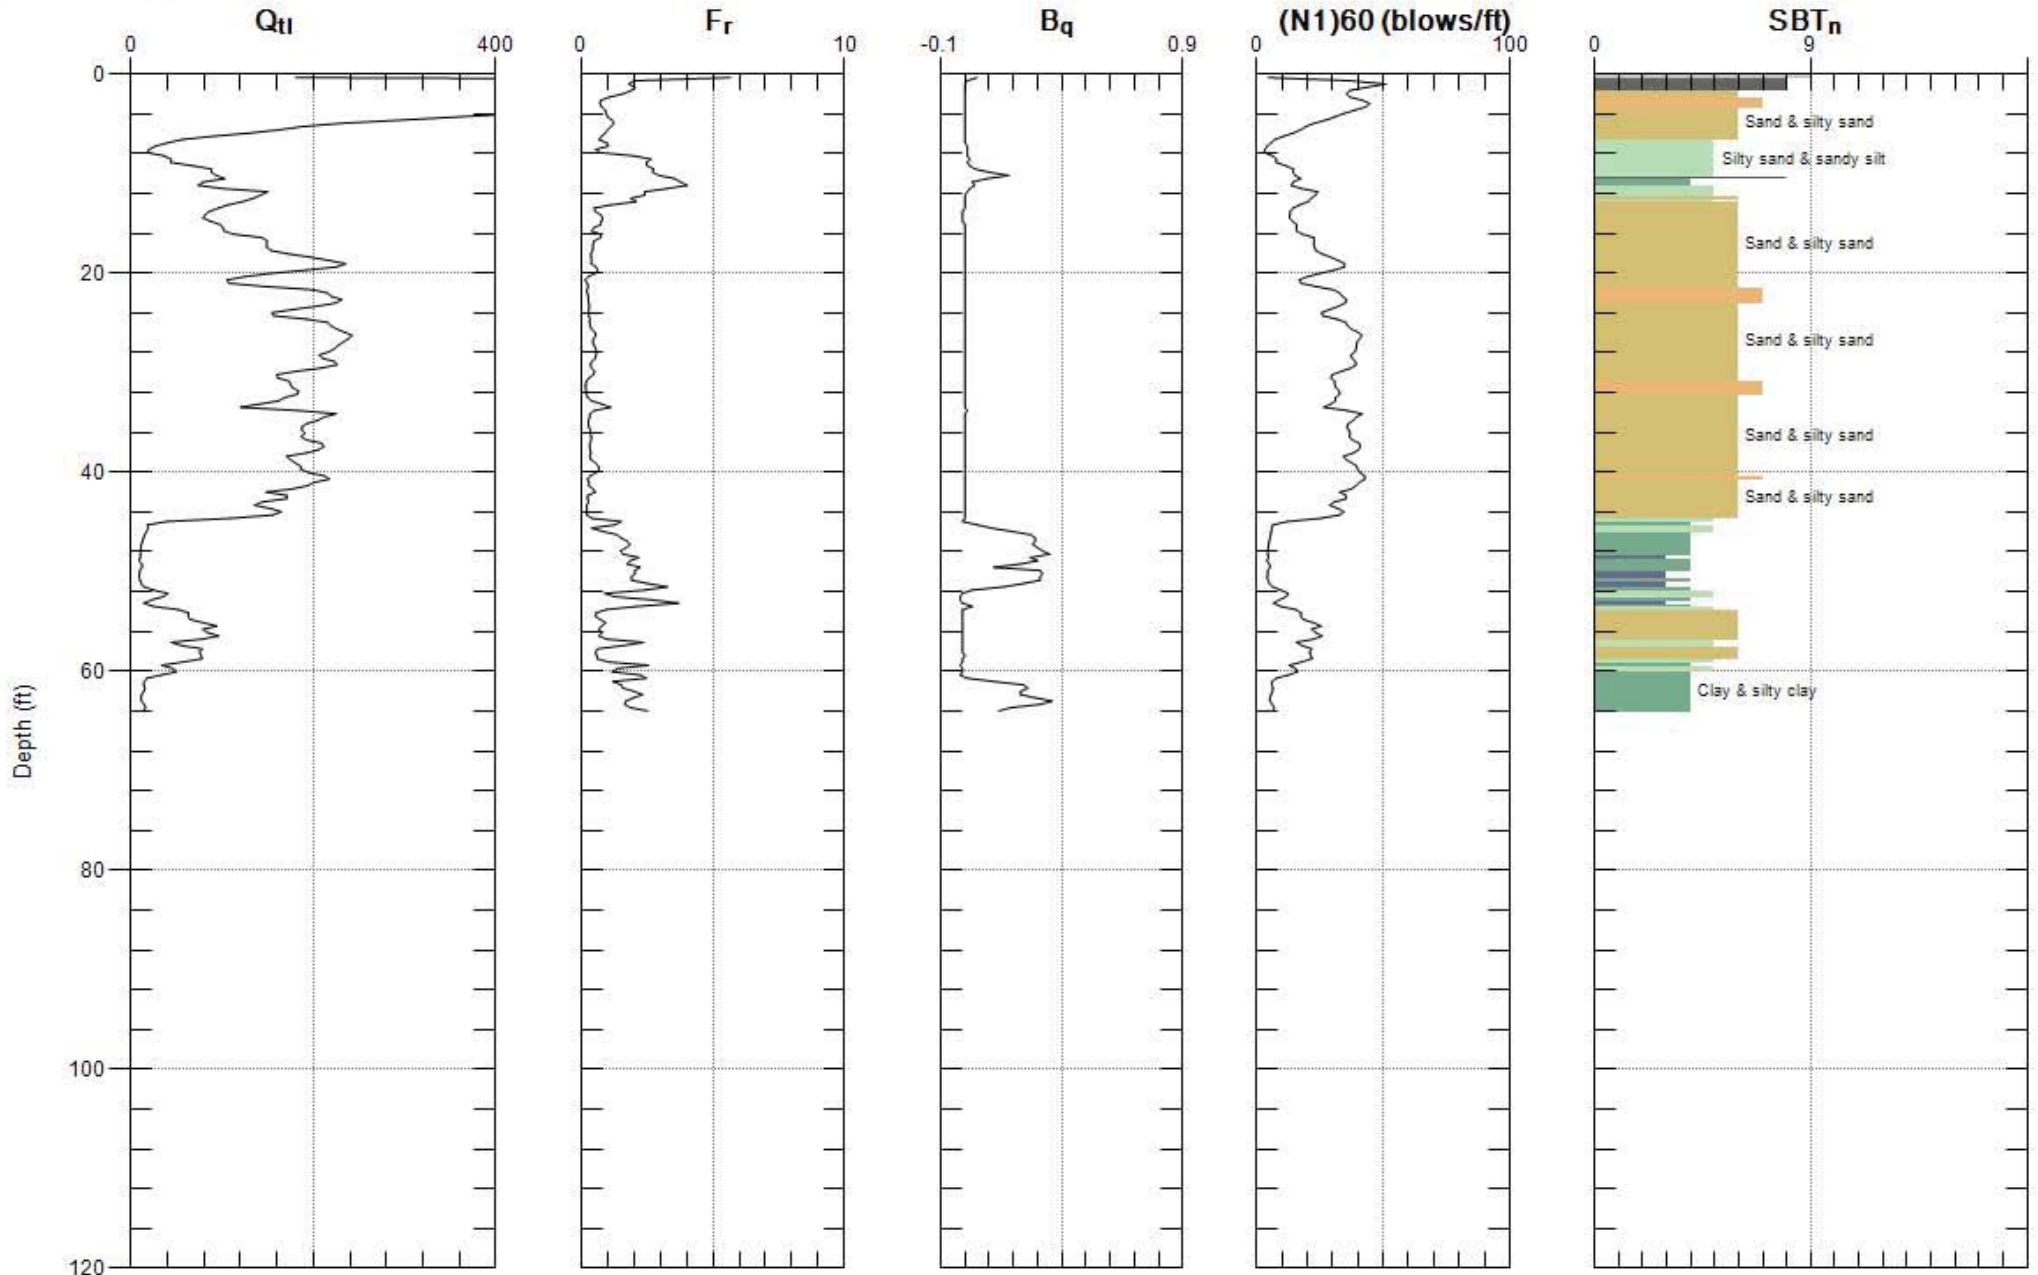 Qtl Fr Bq (N1)60 (blows/ft) SBTn
0 400 0 10 -0.1 0.9 0 100 0 9
0
Sand & silty sand
Silty sand & sandy silt
Sand & silty sand
20
Sand & silty sand
Sand & silty sand
40
Sand & silty sand
60
Clay & silty clay
Depth (ft)
80
100
120